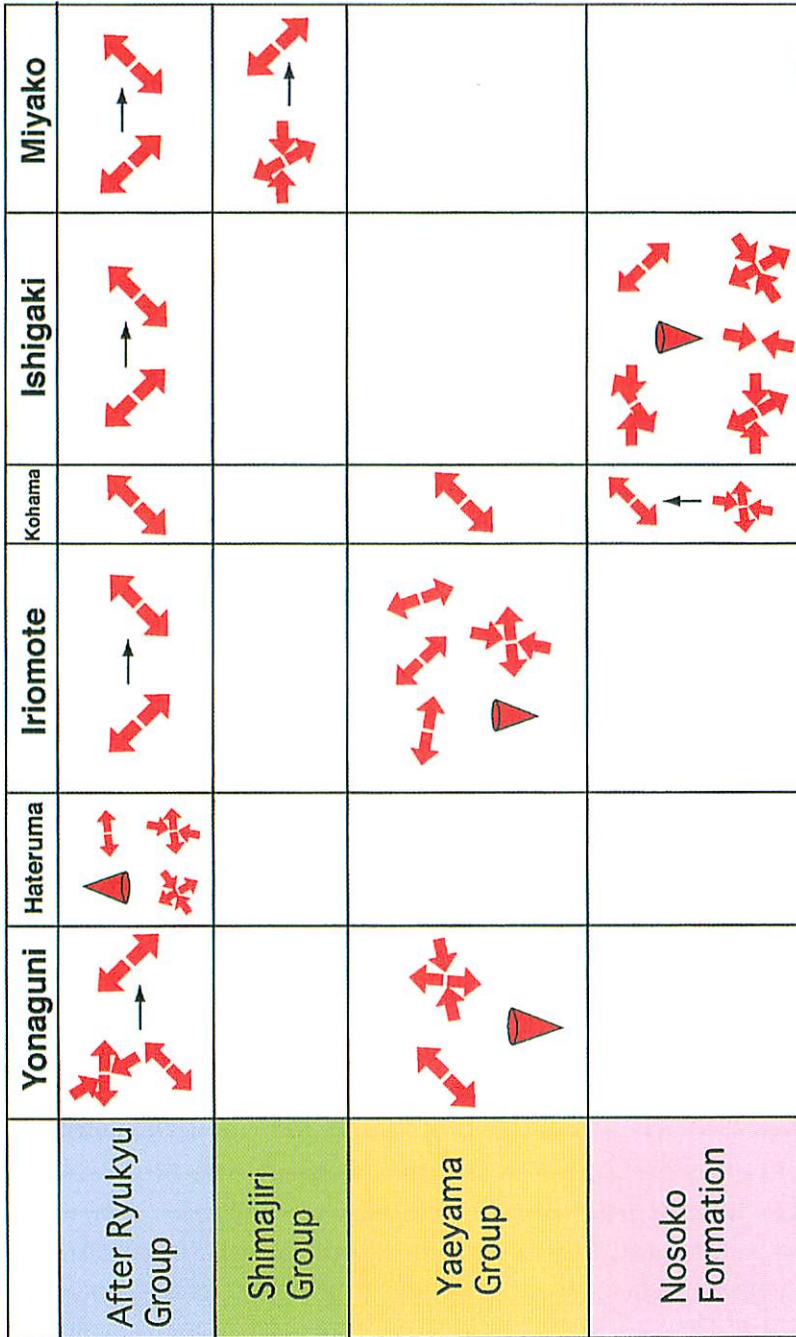 Yonaguni
Hateruma
Iriomote
Kohama
Ishigaki
Miyako
After Ryukyu
Group
Shimajiri
Group
Yaeyama
Group
Nosoko
Formation